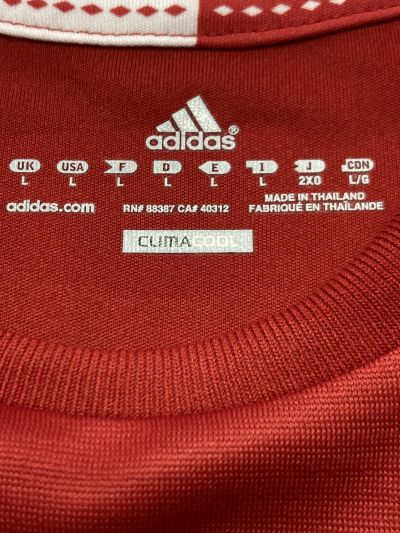 adidas®
UK USA F D E I J CDN
L L L L L L 2XO L/G
adidas.com RN# 88387 CA# 40312 MADE IN THAILAND
FABRIQUÉ EN THAÏLANDE
CLIMACOOL